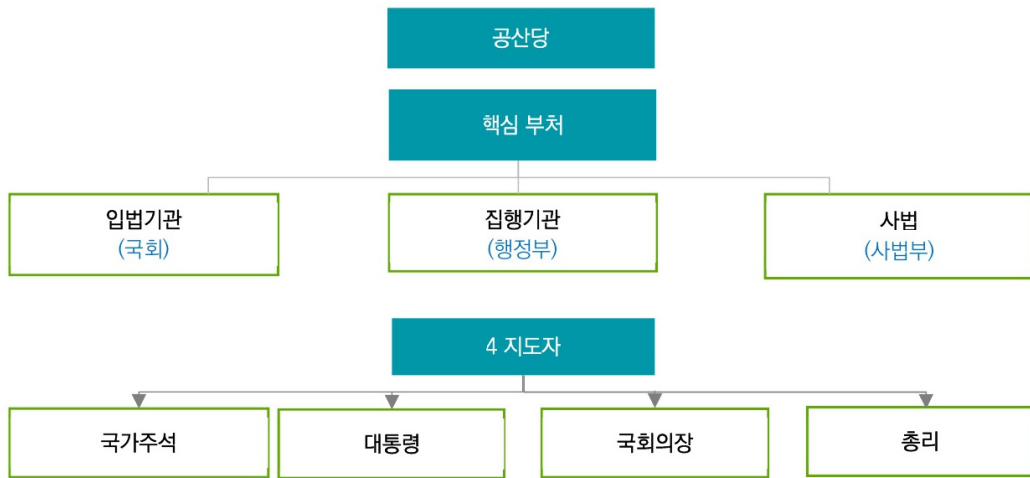 공산당
핵심 부처
입법기관
(국회)
집행기관
(행정부)
사법
(사법부)
4 지도자
국가주석
대통령
국회의장
총리